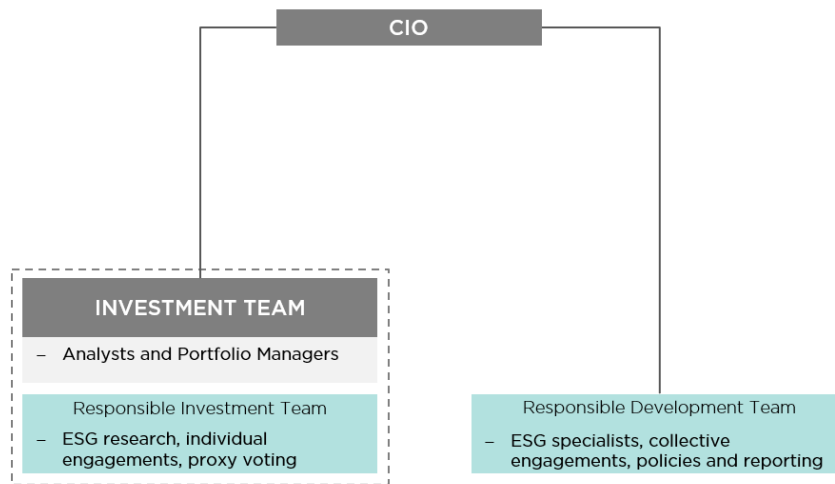 CIO
INVESTMENT TEAM
– Analysts and Portfolio Managers
Responsible Investment Team
– ESG research, individual
engagements, proxy voting
Responsible Development Team
– ESG specialists, collective
engagements, policies and reporting